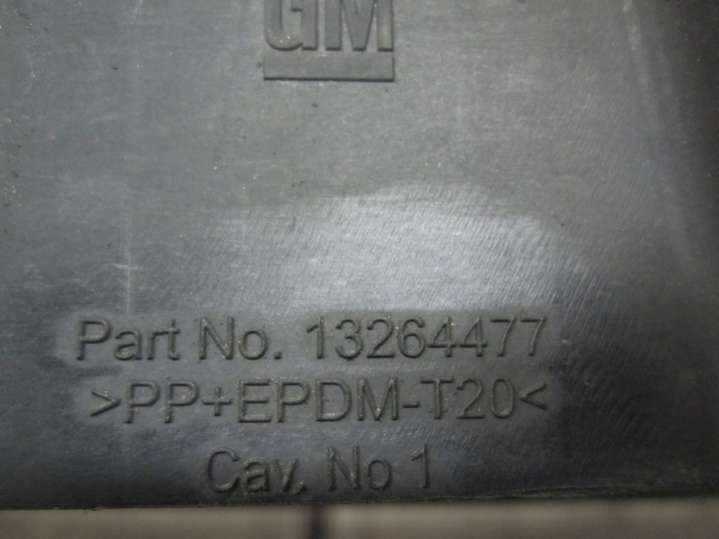 GM
Part No. 13264477
>PP+EPDM-T20<
Cav. No 1